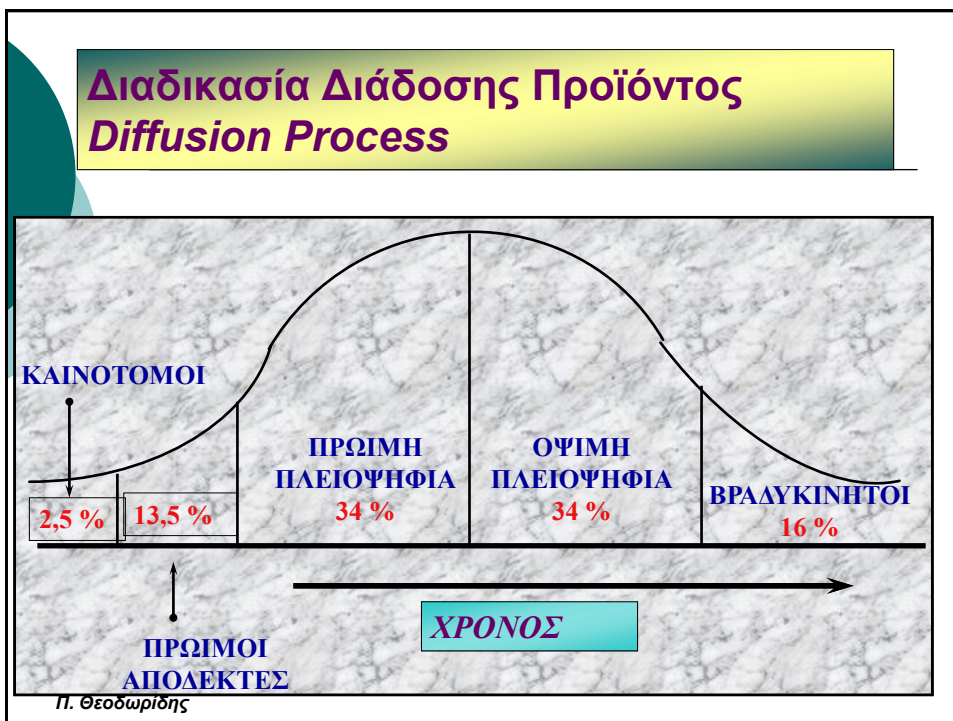 Διαδικασία Διάδοσης Προϊόντος
Diffusion Process
ΚΑΙΝΟΤΟΜΟΙ
ΠΡΩΙΜΗ
ΠΛΕΙΟΨΗΦΙΑ
34 %
ΟΨΙΜΗ
ΠΛΕΙΟΨΗΦΙΑ
34 %
ΒΡΑΔΥΚΙΝΗΤΟΙ
16 %
2,5 %
13,5 %
ΧΡΟΝΟΣ
ΠΡΩΙΜΟΙ
ΑΠΟΔΕΚΤΕΣ
Π. Θεοδωρίδης